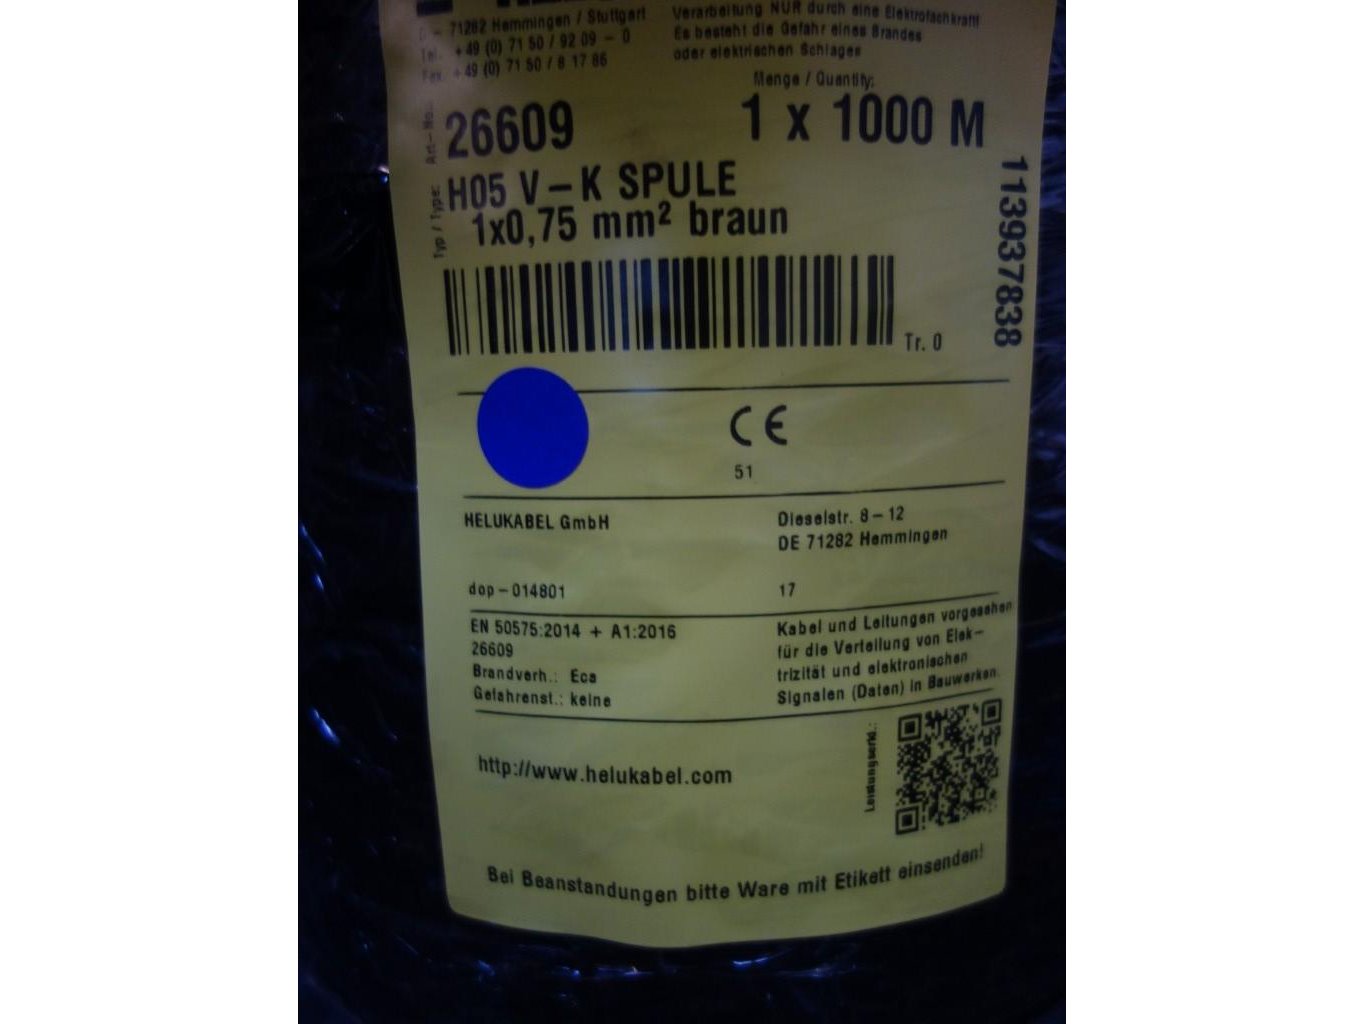 D – 71282 Hemmingen / Stuttgart
Tel. +49 (0) 71 50 / 92 09 – 0
Fax. +49 (0) 71 50 / 8 17 86
Verarbeitung NUR durch eine Elektrofachkraft
Es besteht die Gefahr eines Brandes
oder elektrischen Schlages
Menge / Quantity:
Art–No.:
26609
1 x 1000 M
Typ / Type:
H05 V–K SPULE
1x0,75 mm² braun
113937838
Tr. 0
CE
51
HELUKABEL GmbH
Dieselstr. 8–12
DE 71282 Hemmingen
dop–014801
17
EN 50575:2014 + A1:2016
26609
Brandverh.: Eca
Gefahrenst.: keine
Kabel und Leitungen vorgesehen
für die Verteilung von Elek–
trizität und elektronischen
Signalen (Daten) in Bauwerken.
http://www.helukabel.com
Leistungserkl.:
Bei Beanstandungen bitte Ware mit Etikett einsenden!